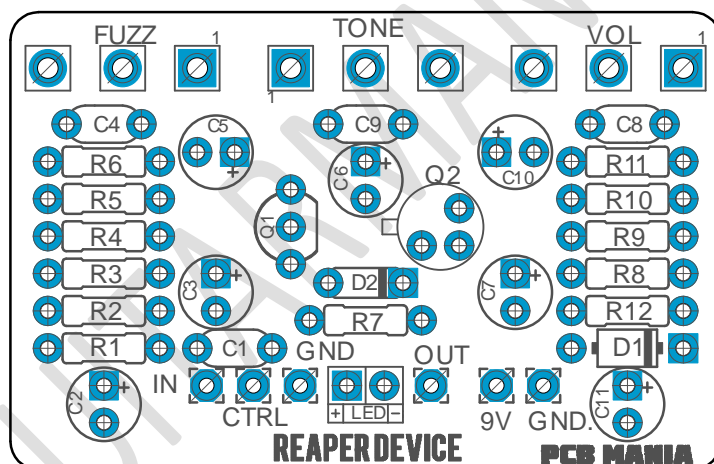 FUZZ TONE VOL
1 1 1
C4 C5 C9 C10 C8
R6 C6 R11
R5 Q1 Q2 R10
R4 R9
R3 C3 D2 C7 R8
R2 R7 R12
R1 C1 GND OUT D1
IN CTRL + LED - 9V GND.
C2 C11
REAPER DEVICE PCB MANIA